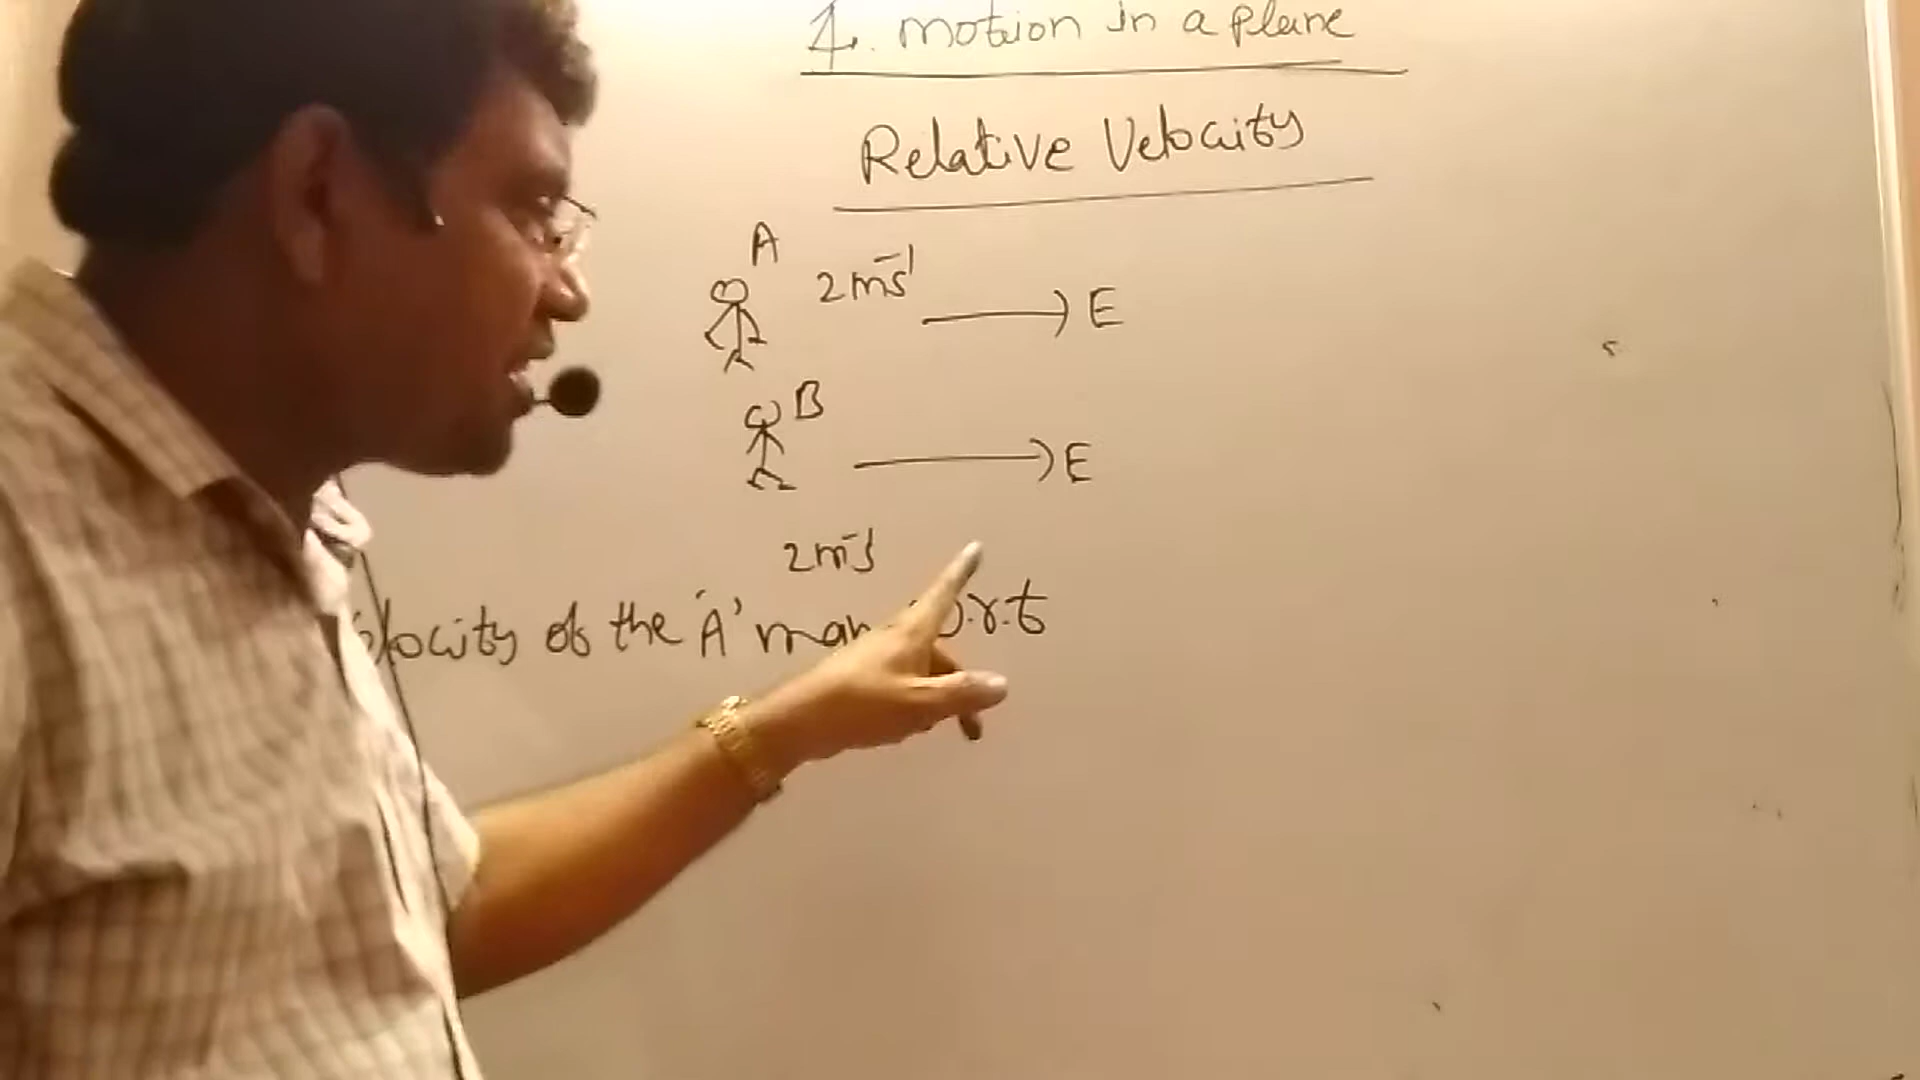 4. motion in a plane
Relative Velocity
A
2ms⁻¹
E
B
E
2ms⁻¹
of the 'A' man w.r.t